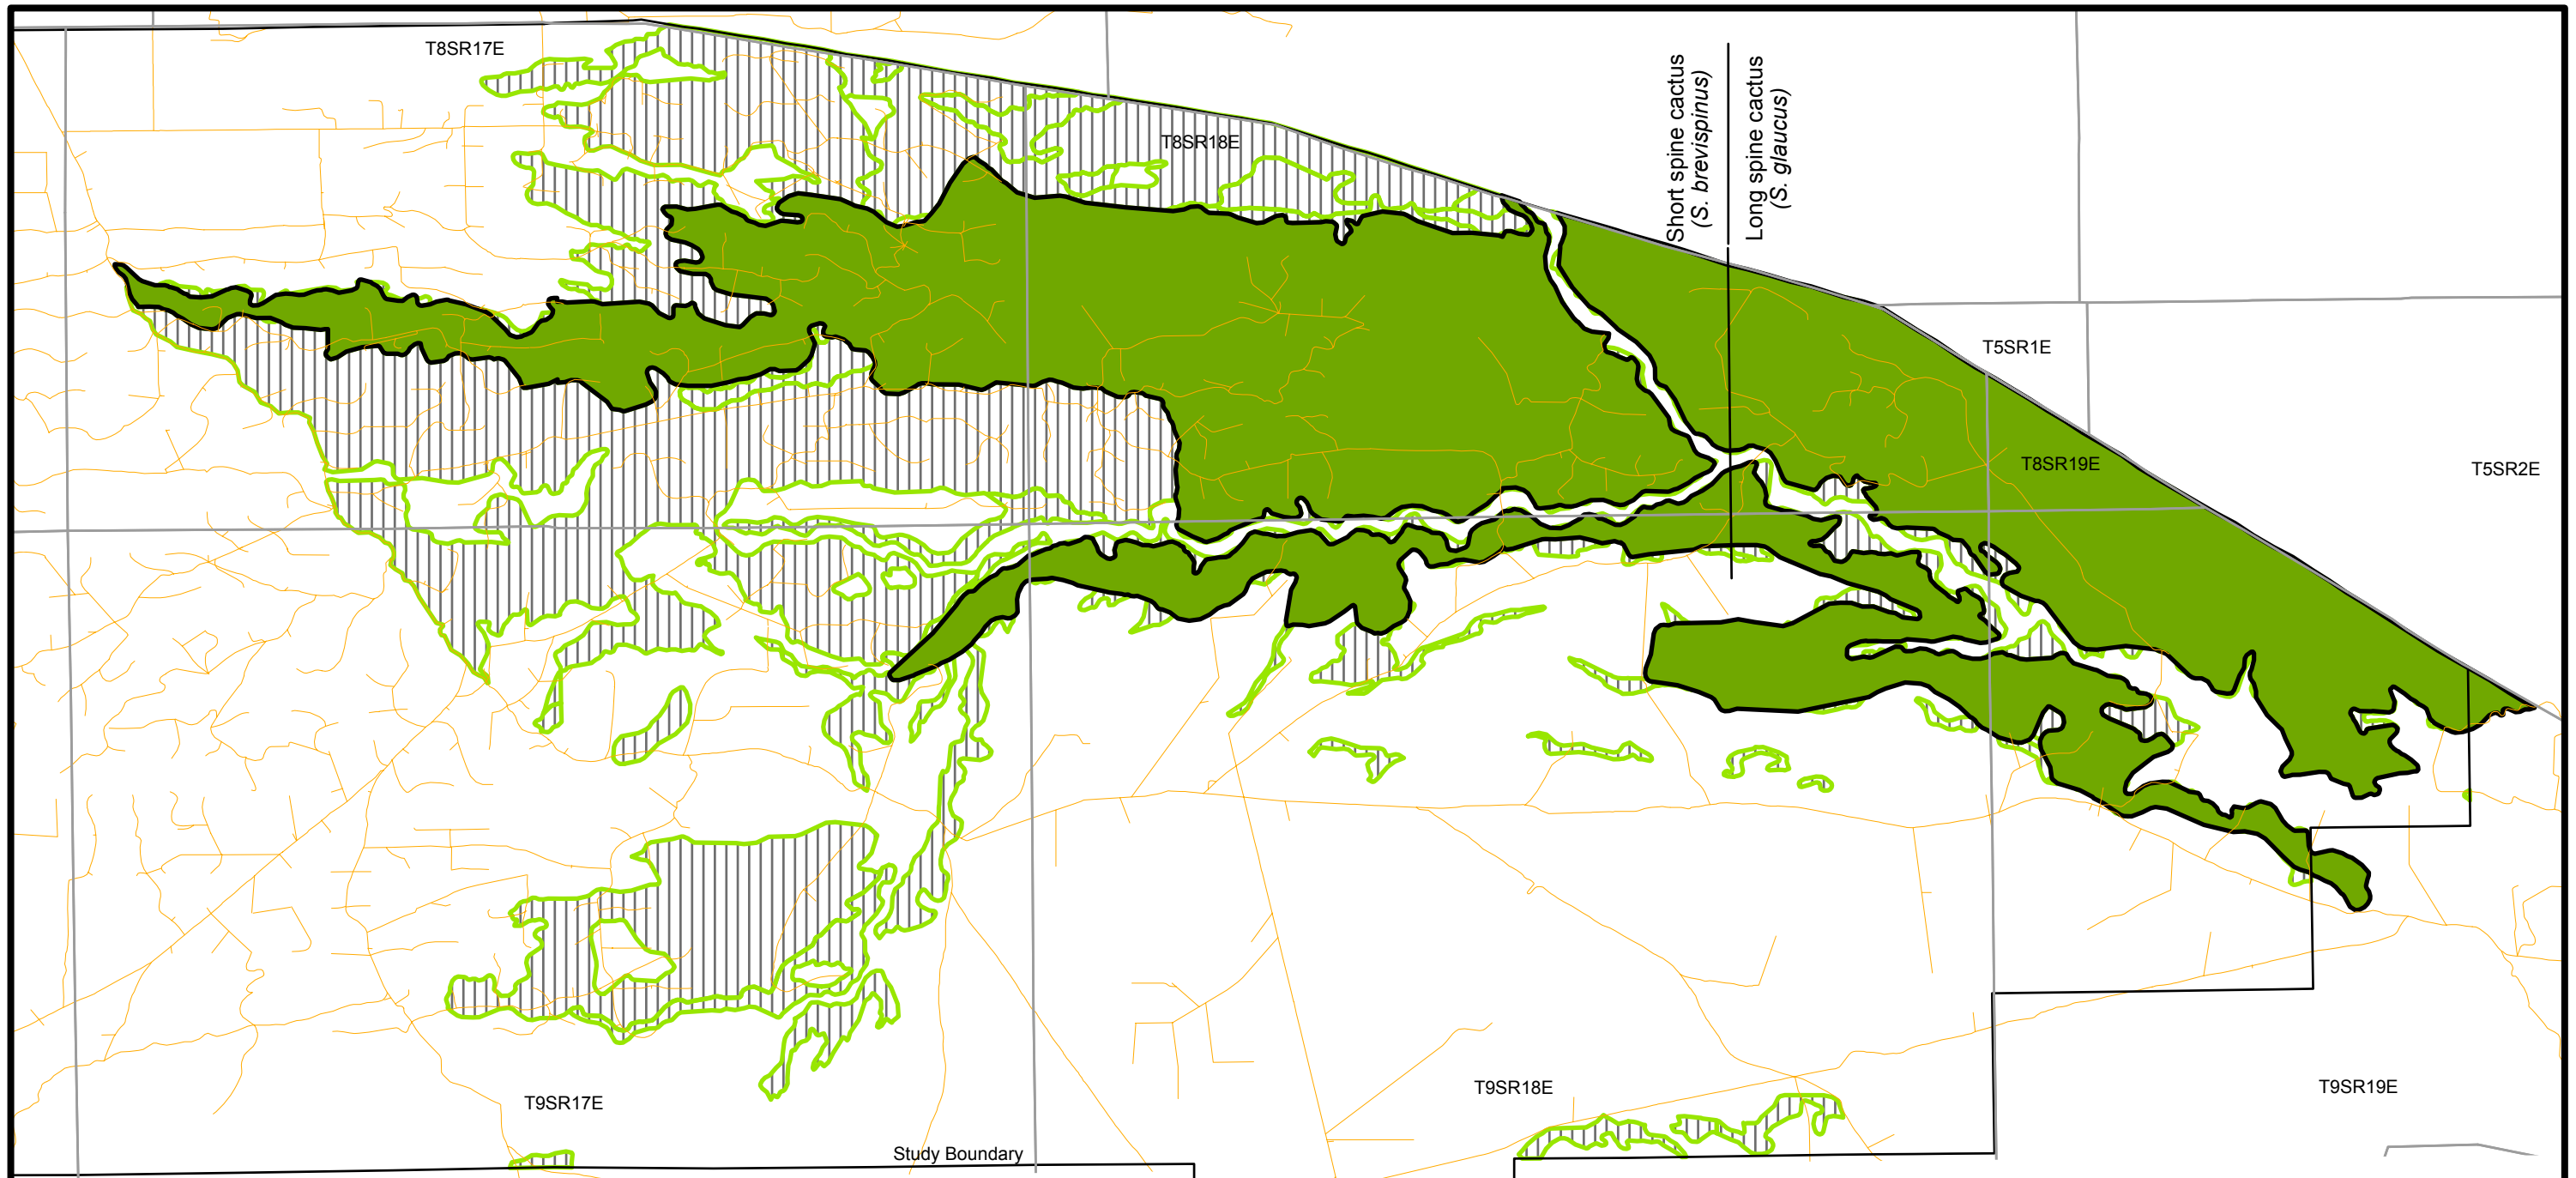 T8SR17E
Short spine cactus
(S. brevispinus)
Long spine cactus
(S. glaucus)
T8SR18E
T5SR1E
T8SR19E
T5SR2E
T9SR18E
T9SR19E
T9SR17E
Study Boundary